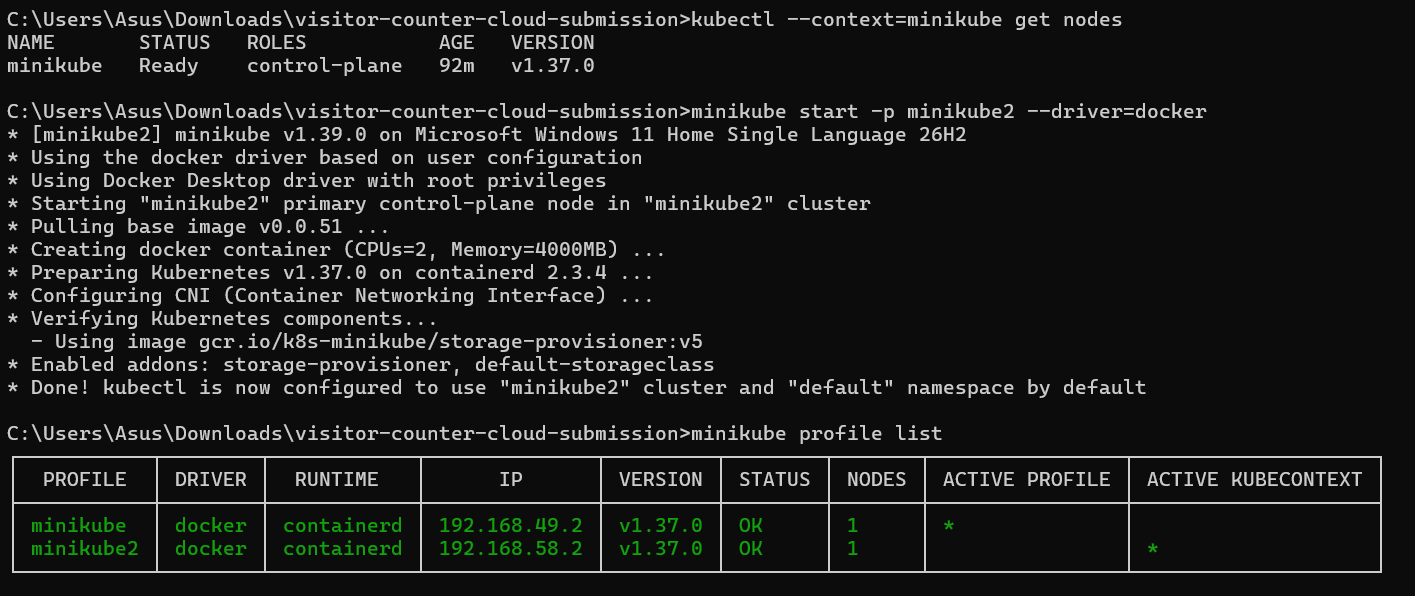 C:\Users\Asus\Downloads\visitor-counter-cloud-submission>kubectl --context=minikube get nodes
NAME       STATUS   ROLES           AGE   VERSION
minikube   Ready    control-plane   92m   v1.37.0
C:\Users\Asus\Downloads\visitor-counter-cloud-submission>minikube start -p minikube2 --driver=docker
* [minikube2] minikube v1.39.0 on Microsoft Windows 11 Home Single Language 26H2
* Using the docker driver based on user configuration
* Using Docker Desktop driver with root privileges
* Starting "minikube2" primary control-plane node in "minikube2" cluster
* Pulling base image v0.0.51 ...
* Creating docker container (CPUs=2, Memory=4000MB) ...
* Preparing Kubernetes v1.37.0 on containerd 2.3.4 ...
* Configuring CNI (Container Networking Interface) ...
* Verifying Kubernetes components...
  - Using image gcr.io/k8s-minikube/storage-provisioner:v5
* Enabled addons: storage-provisioner, default-storageclass
* Done! kubectl is now configured to use "minikube2" cluster and "default" namespace by default
C:\Users\Asus\Downloads\visitor-counter-cloud-submission>minikube profile list
PROFILE DRIVER RUNTIME IP VERSION STATUS NODES ACTIVE PROFILE ACTIVE KUBECONTEXT
minikube docker containerd 192.168.49.2 v1.37.0 OK 1 *
minikube2 docker containerd 192.168.58.2 v1.37.0 OK 1 *